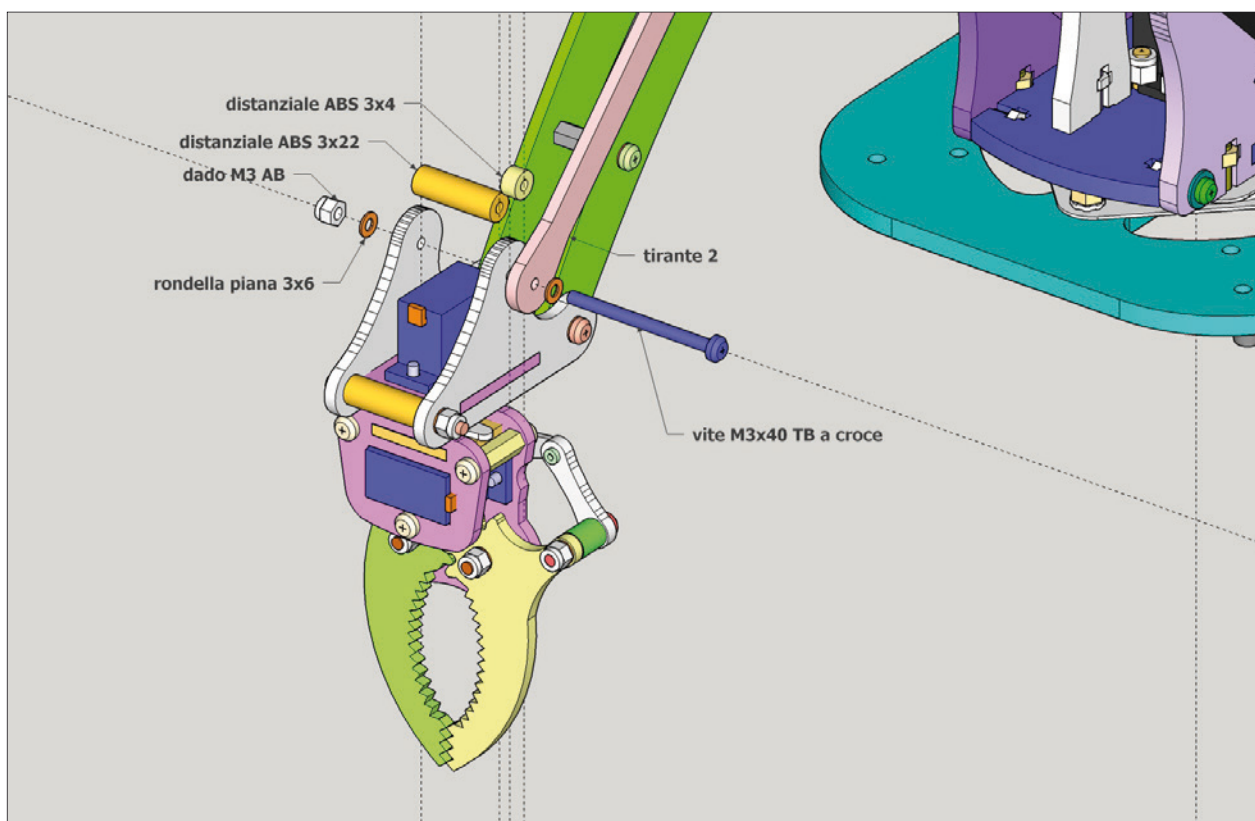 distanziale ABS 3x4
distanziale ABS 3x22
dado M3 AB
tirante 2
rondella piana 3x6
vite M3x40 TB a croce